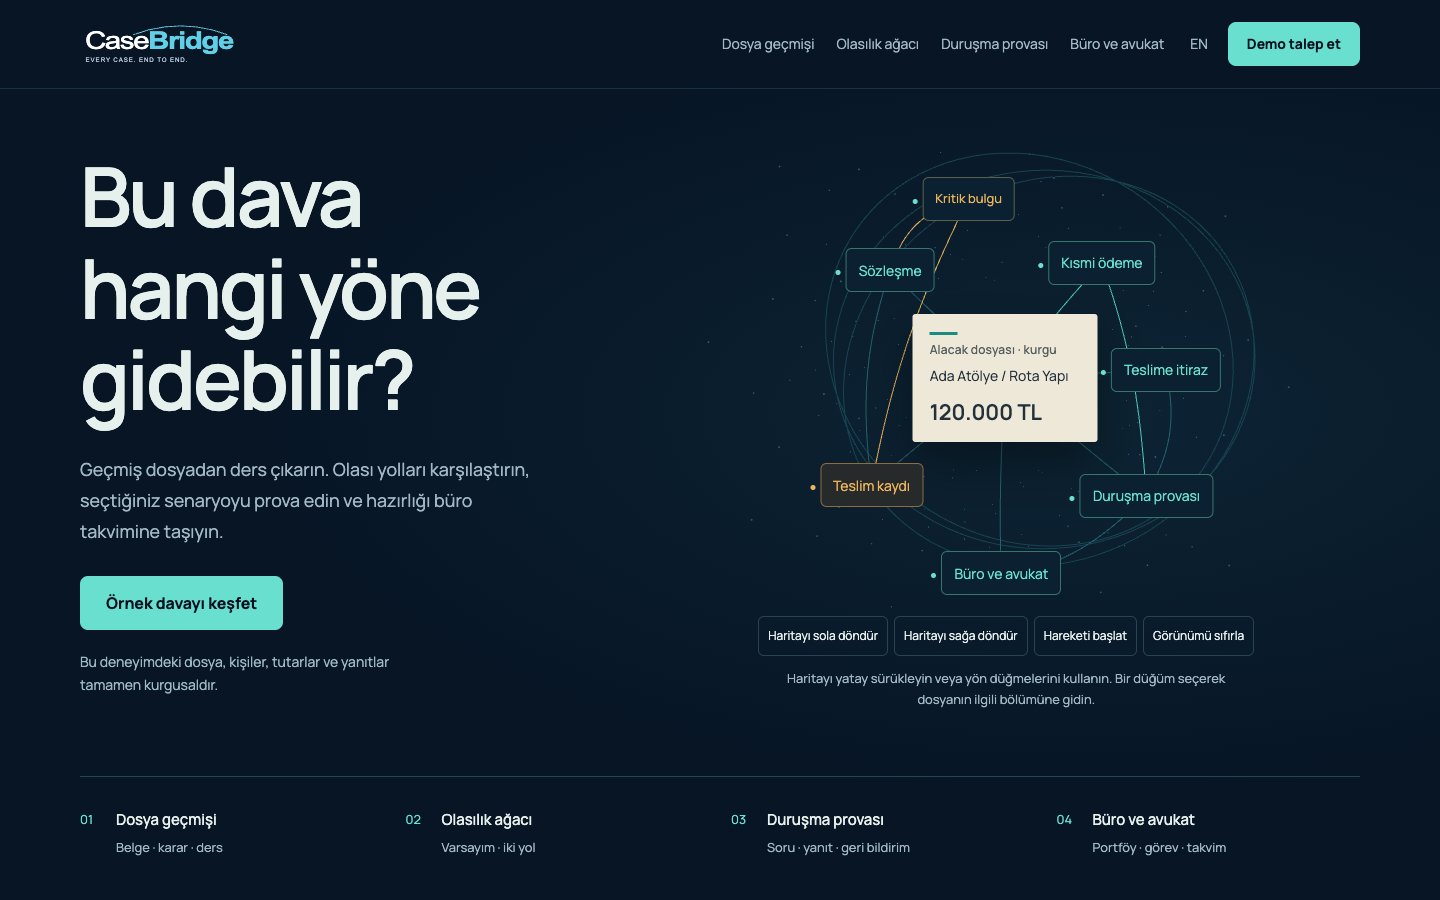 CaseBridge
EVERY CASE. END TO END.
Dosya geçmişi
Olasılık ağacı
Duruşma provası
Büro ve avukat
EN
Demo talep et
Bu dava
hangi yöne
gidebilir?
Geçmiş dosyadan ders çıkarın. Olası yolları karşılaştırın,
seçtiğiniz senaryoyu prova edin ve hazırlığı büro
takvimine taşıyın.
Örnek davayı keşfet
Bu deneyimdeki dosya, kişiler, tutarlar ve yanıtlar
tamamen kurgusaldır.
Kritik bulgu
Sözleşme
Kısmi ödeme
Alacak dosyası · kurgu
Ada Atölye / Rota Yapı
120.000 TL
Teslime itiraz
Teslim kaydı
Duruşma provası
Büro ve avukat
Haritayı sola döndür
Haritayı sağa döndür
Hareketi başlat
Görünümü sıfırla
Haritayı yatay sürükleyin veya yön düğmelerini kullanın. Bir düğüm seçerek
dosyanın ilgili bölümüne gidin.
01 Dosya geçmişi
Belge · karar · ders
02 Olasılık ağacı
Varsayım · iki yol
03 Duruşma provası
Soru · yanıt · geri bildirim
04 Büro ve avukat
Portföy · görev · takvim